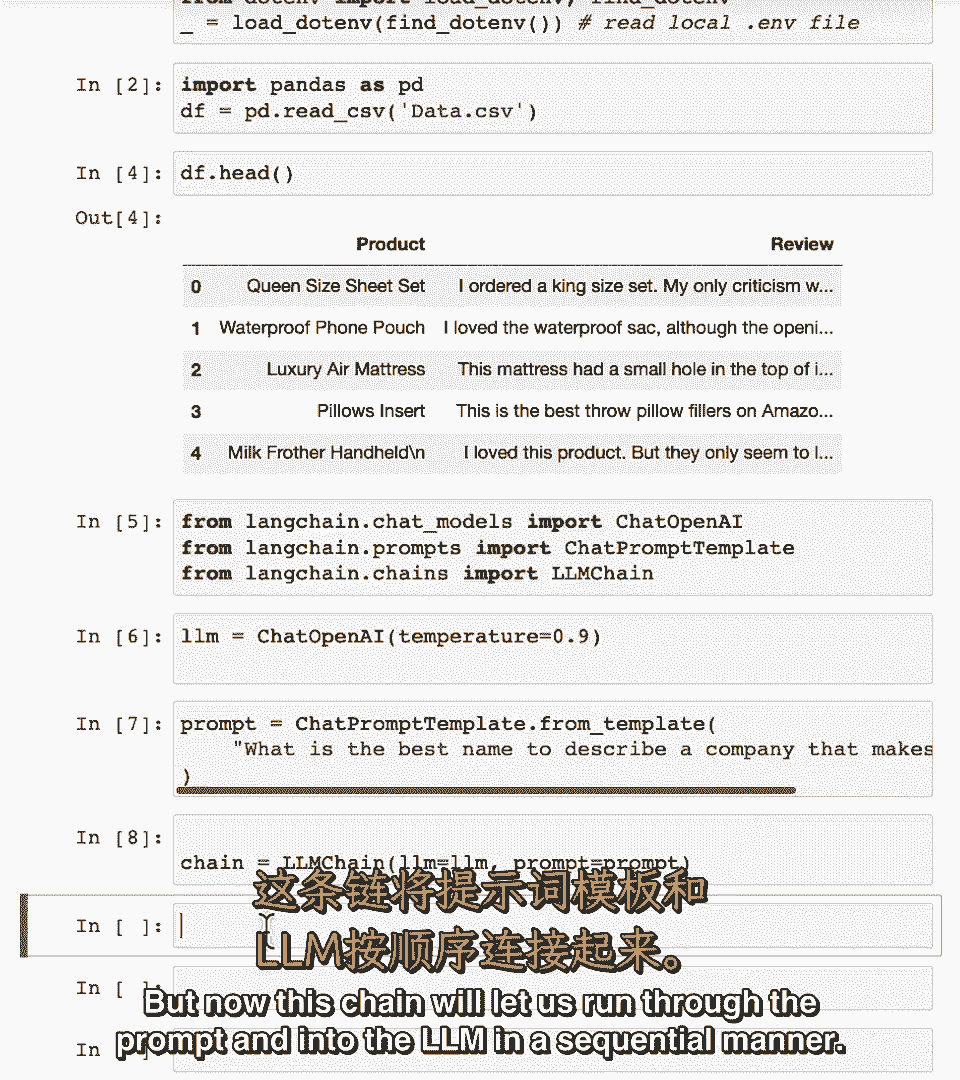 from dotenv import load_dotenv, find_dotenv
_ = load_dotenv(find_dotenv()) # read local .env file
In [2]: import pandas as pd
df = pd.read_csv('Data.csv')
In [4]: df.head()
Out[4]:
Product Review
0 Queen Size Sheet Set I ordered a king size set. My only criticism w...
1 Waterproof Phone Pouch I loved the waterproof sac, although the openi...
2 Luxury Air Mattress This mattress had a small hole in the top of i...
3 Pillows Insert This is the best throw pillow fillers on Amazo...
4 Milk Frother Handheld\n I loved this product. But they only seem to l...
In [5]: from langchain.chat_models import ChatOpenAI
from langchain.prompts import ChatPromptTemplate
from langchain.chains import LLMChain
In [6]: llm = ChatOpenAI(temperature=0.9)
In [7]: prompt = ChatPromptTemplate.from_template(
"What is the best name to describe a company that makes
)
In [8]:
chain = LLMChain(llm=llm, prompt=prompt)
这条链将提示词模板和
In [ ]:
LLM按顺序连接起来。
In [
But now this chain will let us run through the
prompt and into the LLM in a sequential manner.
In